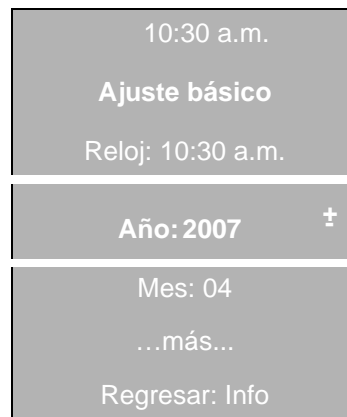 10:30 a.m.
Ajuste básico
Reloj: 10:30 a.m.
Año: 2007 ±
Mes: 04
…más...
Regresar: Info